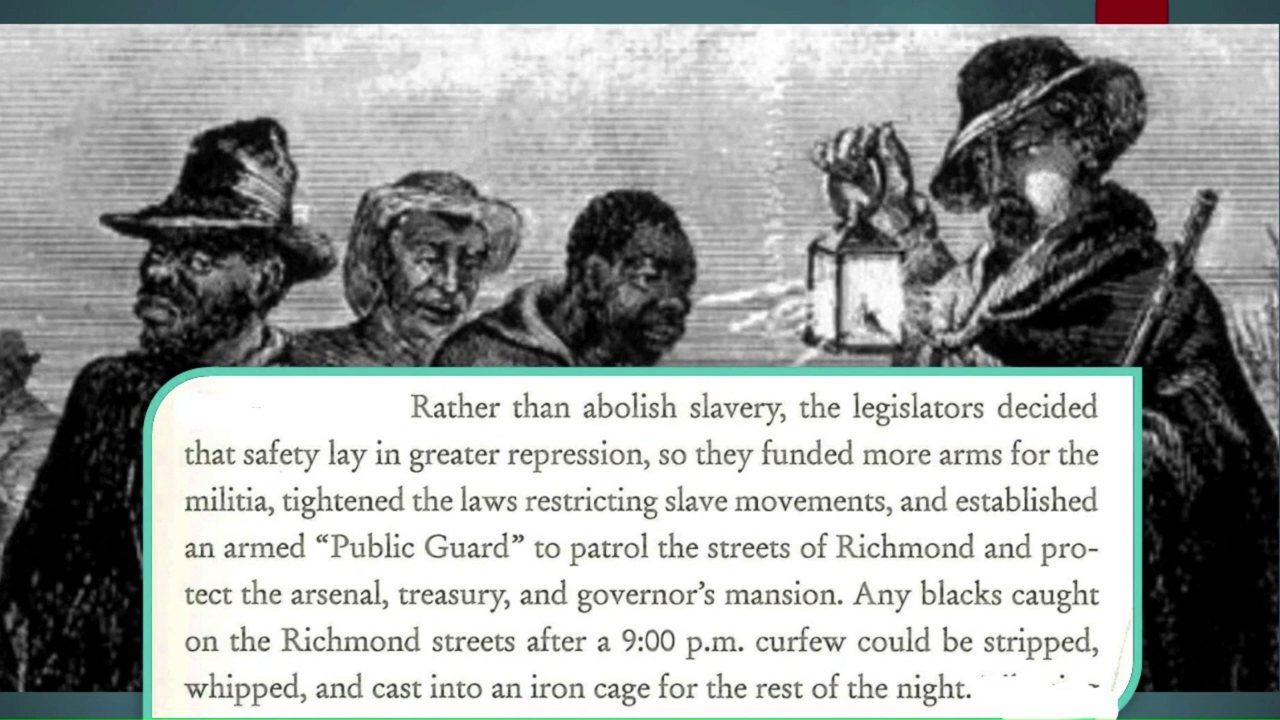 Rather than abolish slavery, the legislators decided
that safety lay in greater repression, so they funded more arms for the
militia, tightened the laws restricting slave movements, and established
an armed “Public Guard” to patrol the streets of Richmond and pro-
tect the arsenal, treasury, and governor’s mansion. Any blacks caught
on the Richmond streets after a 9:00 p.m. curfew could be stripped,
whipped, and cast into an iron cage for the rest of the night.